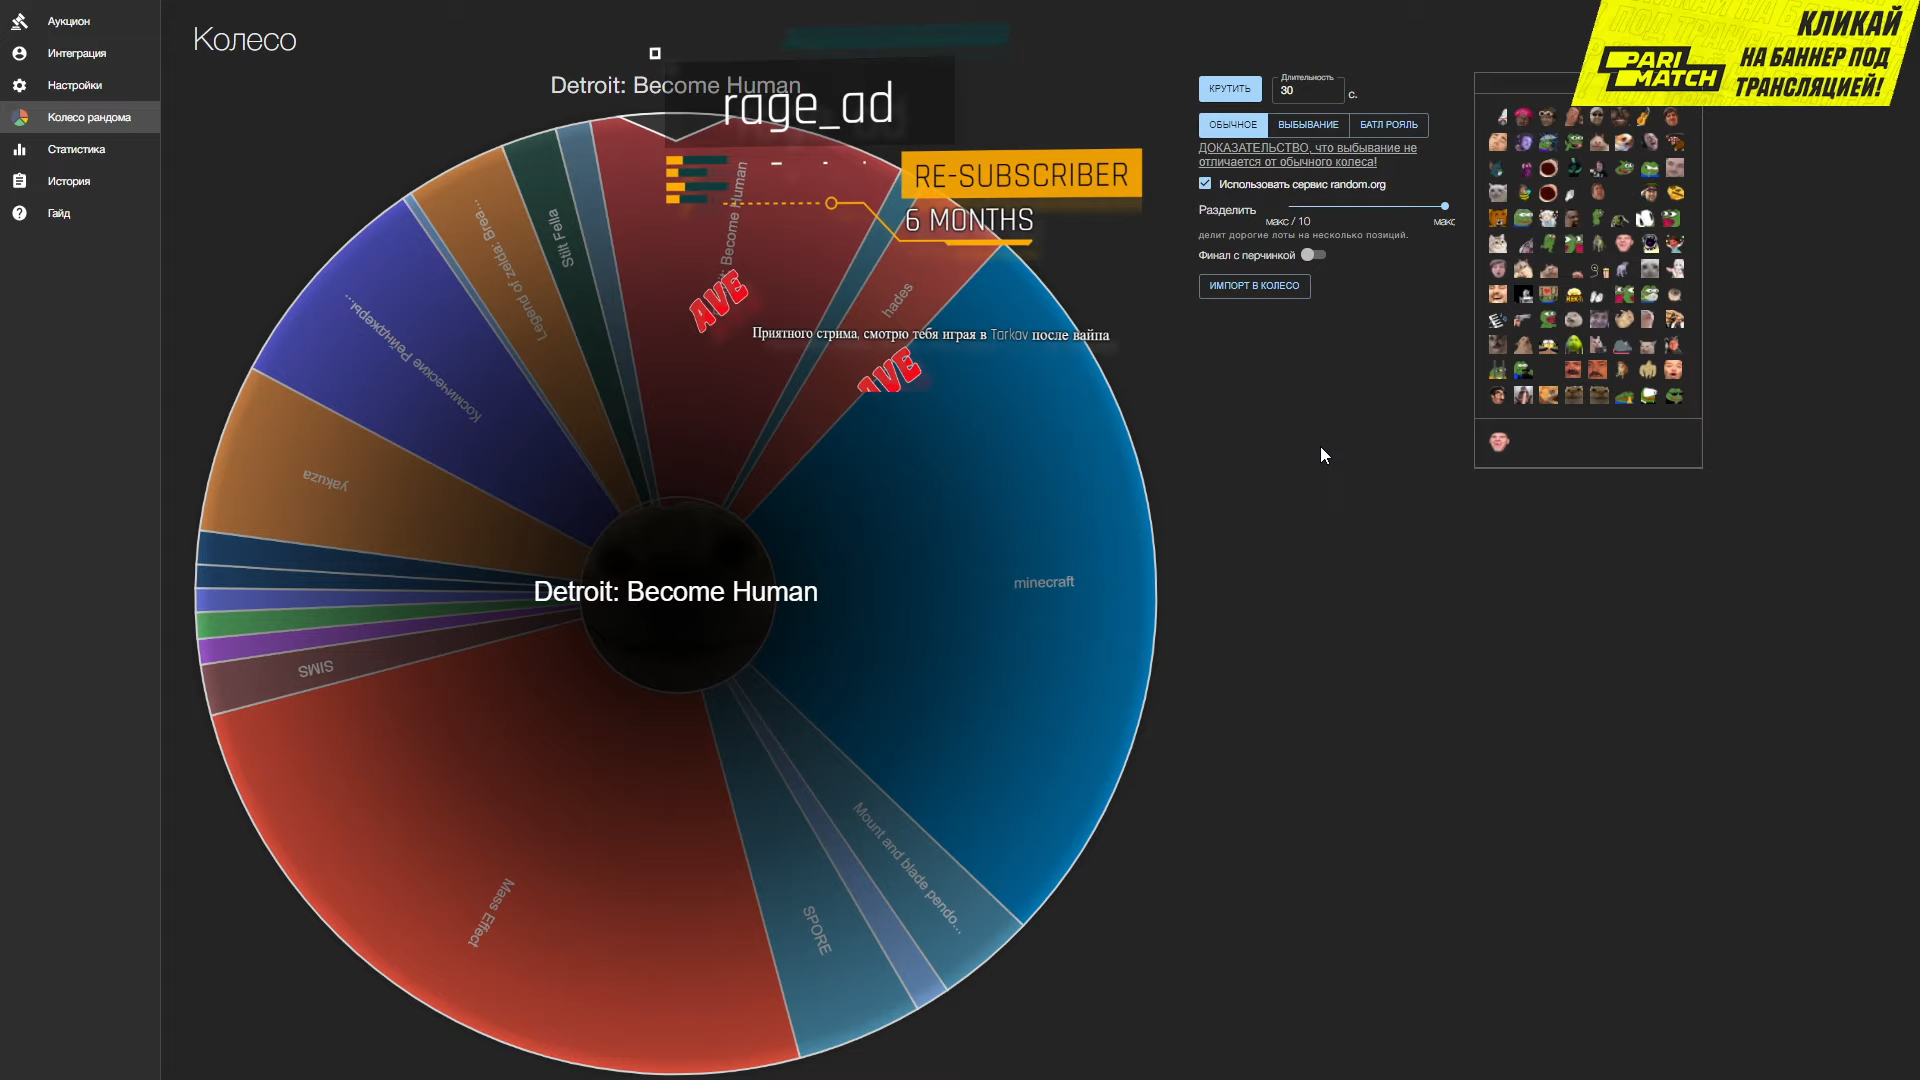 Аукцион
Интеграция
Настройки
Колесо рандома
Статистика
История
Гайд
Колесо
Detroit: Become Human
rage_ad
RE-SUBSCRIBER
6 MONTHS
Приятного стрима, смотрю тебя играя в Tarkov после вайпа
AVE
AVE
Become Human
hades
minecraft
Mount and blade pendo...
SPORE
Mass Effect
SIMS
yakuza
Космические Рейнджеры...
Legend of zelda: Brea...
Stilt Fella
Detroit: Become Human
КРУТИТЬ
Длительность
30
с.
ОБЫЧНОЕ
ВЫБЫВАНИЕ
БАТЛ РОЯЛЬ
ДОКАЗАТЕЛЬСТВО, что выбывание не
отличается от обычного колеса!
Использовать сервис random.org
Разделить
макс / 10
макс
делит дорогие лоты на несколько позиций.
Финал с перчинкой
ИМПОРТ В КОЛЕСО
PARI
MATCH
КЛИКАЙ
НА БАННЕР ПОД
ТРАНСЛЯЦИЕЙ!